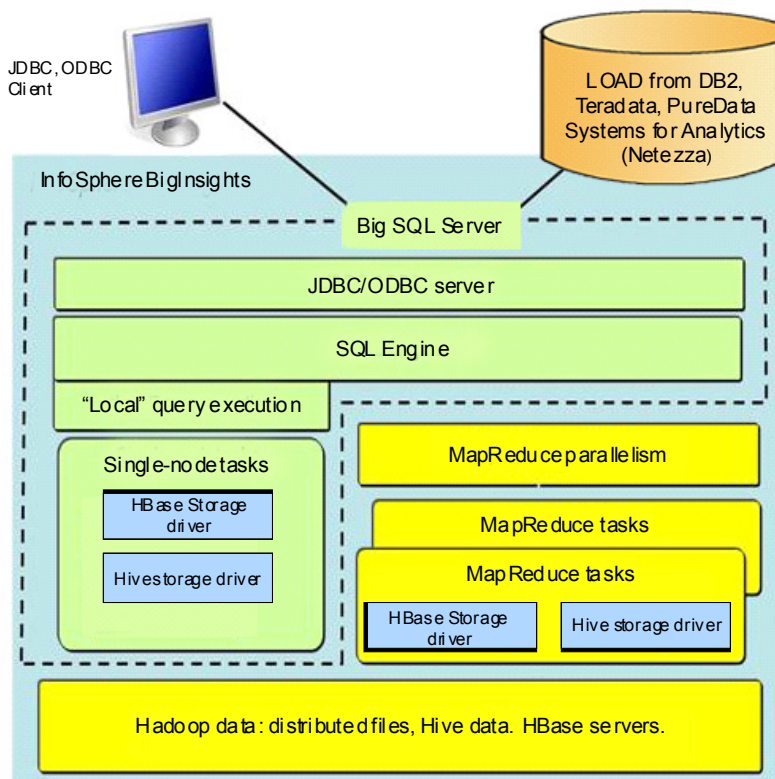 JDBC, ODBC
Client
LOAD from DB2,
Teradata, PureData
Systems for Analytics
(Netezza)
InfoSphere BigInsights
Big SQL Server
JDBC/ODBC server
SQL Engine
“Local” query execution
Single-node tasks
HBase Storage
driver
Hive storage driver
MapReduce parallelism
MapReduce tasks
MapReduce tasks
HBase Storage
driver
Hive storage driver
Hadoop data: distributed files, Hive data. HBase servers.